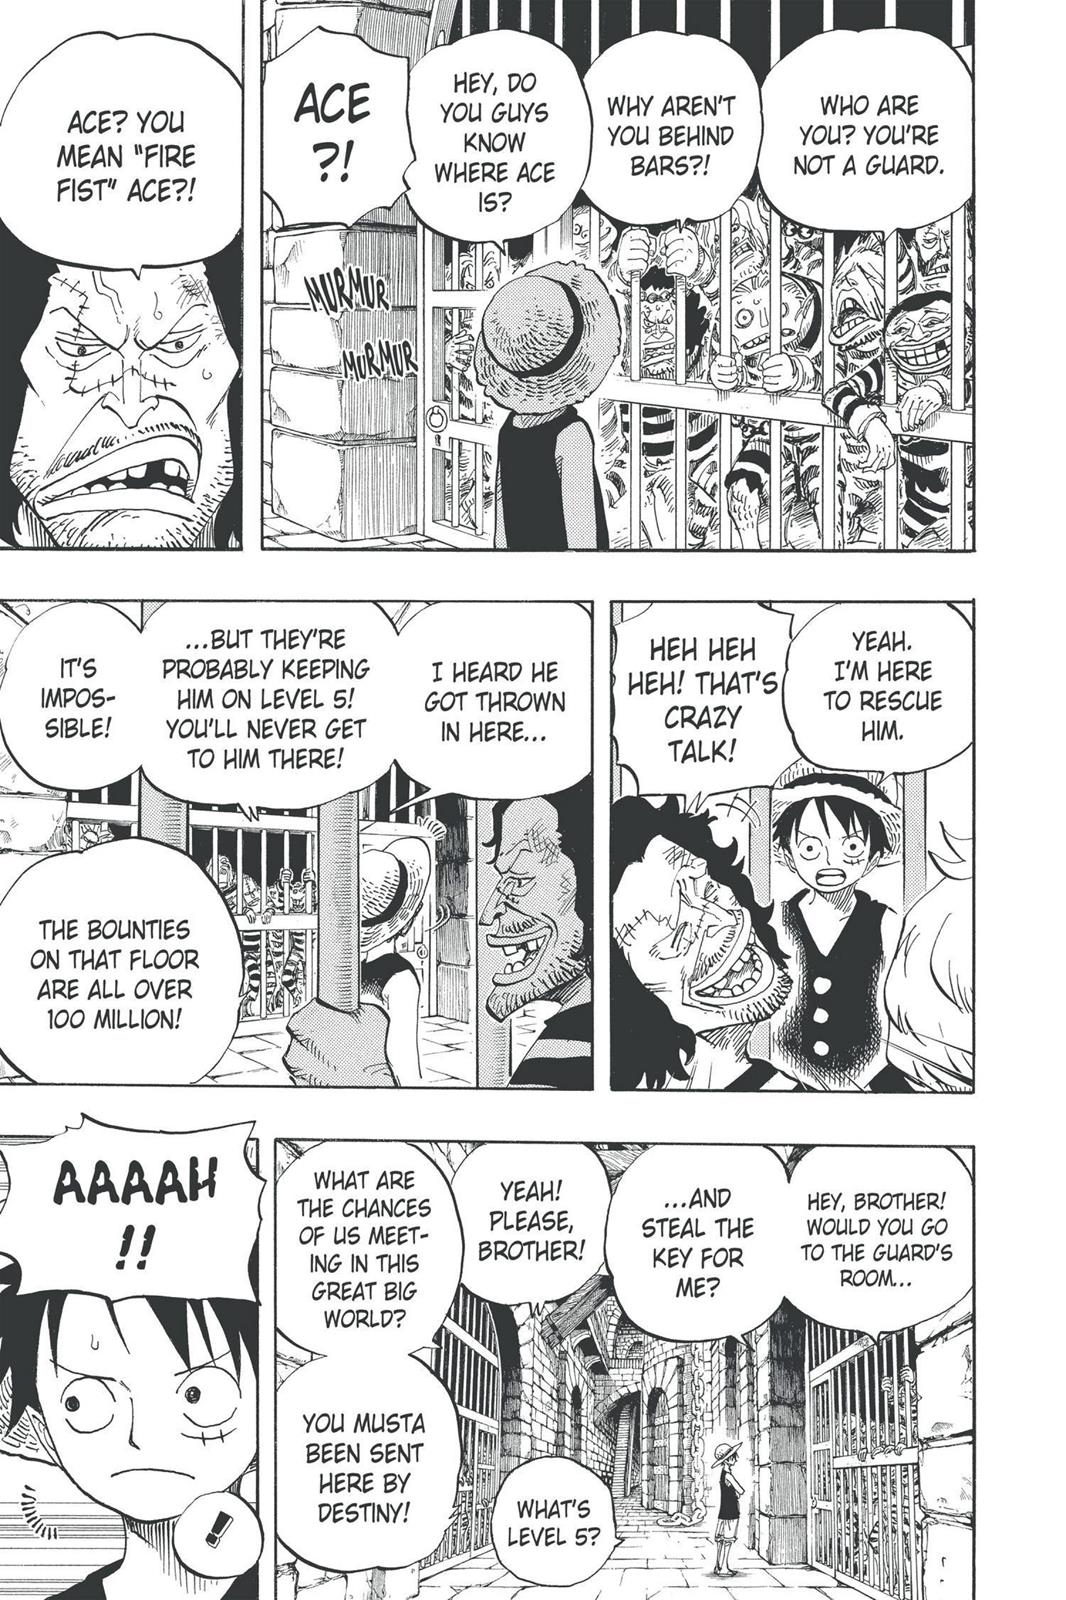 WHO ARE
YOU? YOU'RE
NOT A GUARD.
WHY AREN'T
YOU BEHIND
BARS?!
HEY, DO
YOU GUYS
KNOW
WHERE ACE
IS?
ACE
?!
MURMUR
MURMUR
ACE? YOU
MEAN "FIRE
FIST" ACE?!
YEAH.
I'M HERE
TO RESCUE
HIM.
HEH HEH
HEH! THAT'S
CRAZY
TALK!
I HEARD HE
GOT THROWN
IN HERE...
...BUT THEY'RE
PROBABLY KEEPING
HIM ON LEVEL 5!
YOU'LL NEVER GET
TO HIM THERE!
IT'S
IMPOS-
SIBLE!
THE BOUNTIES
ON THAT FLOOR
ARE ALL OVER
100 MILLION!
HEY, BROTHER!
WOULD YOU GO
TO THE GUARD'S
ROOM...
...AND
STEAL THE
KEY FOR
ME?
YEAH!
PLEASE,
BROTHER!
WHAT ARE
THE CHANCES
OF US MEET-
ING IN THIS
GREAT BIG
WORLD?
YOU MUSTA
BEEN SENT
HERE BY
DESTINY!
WHAT'S
LEVEL 5?
AAAAH
!!
!